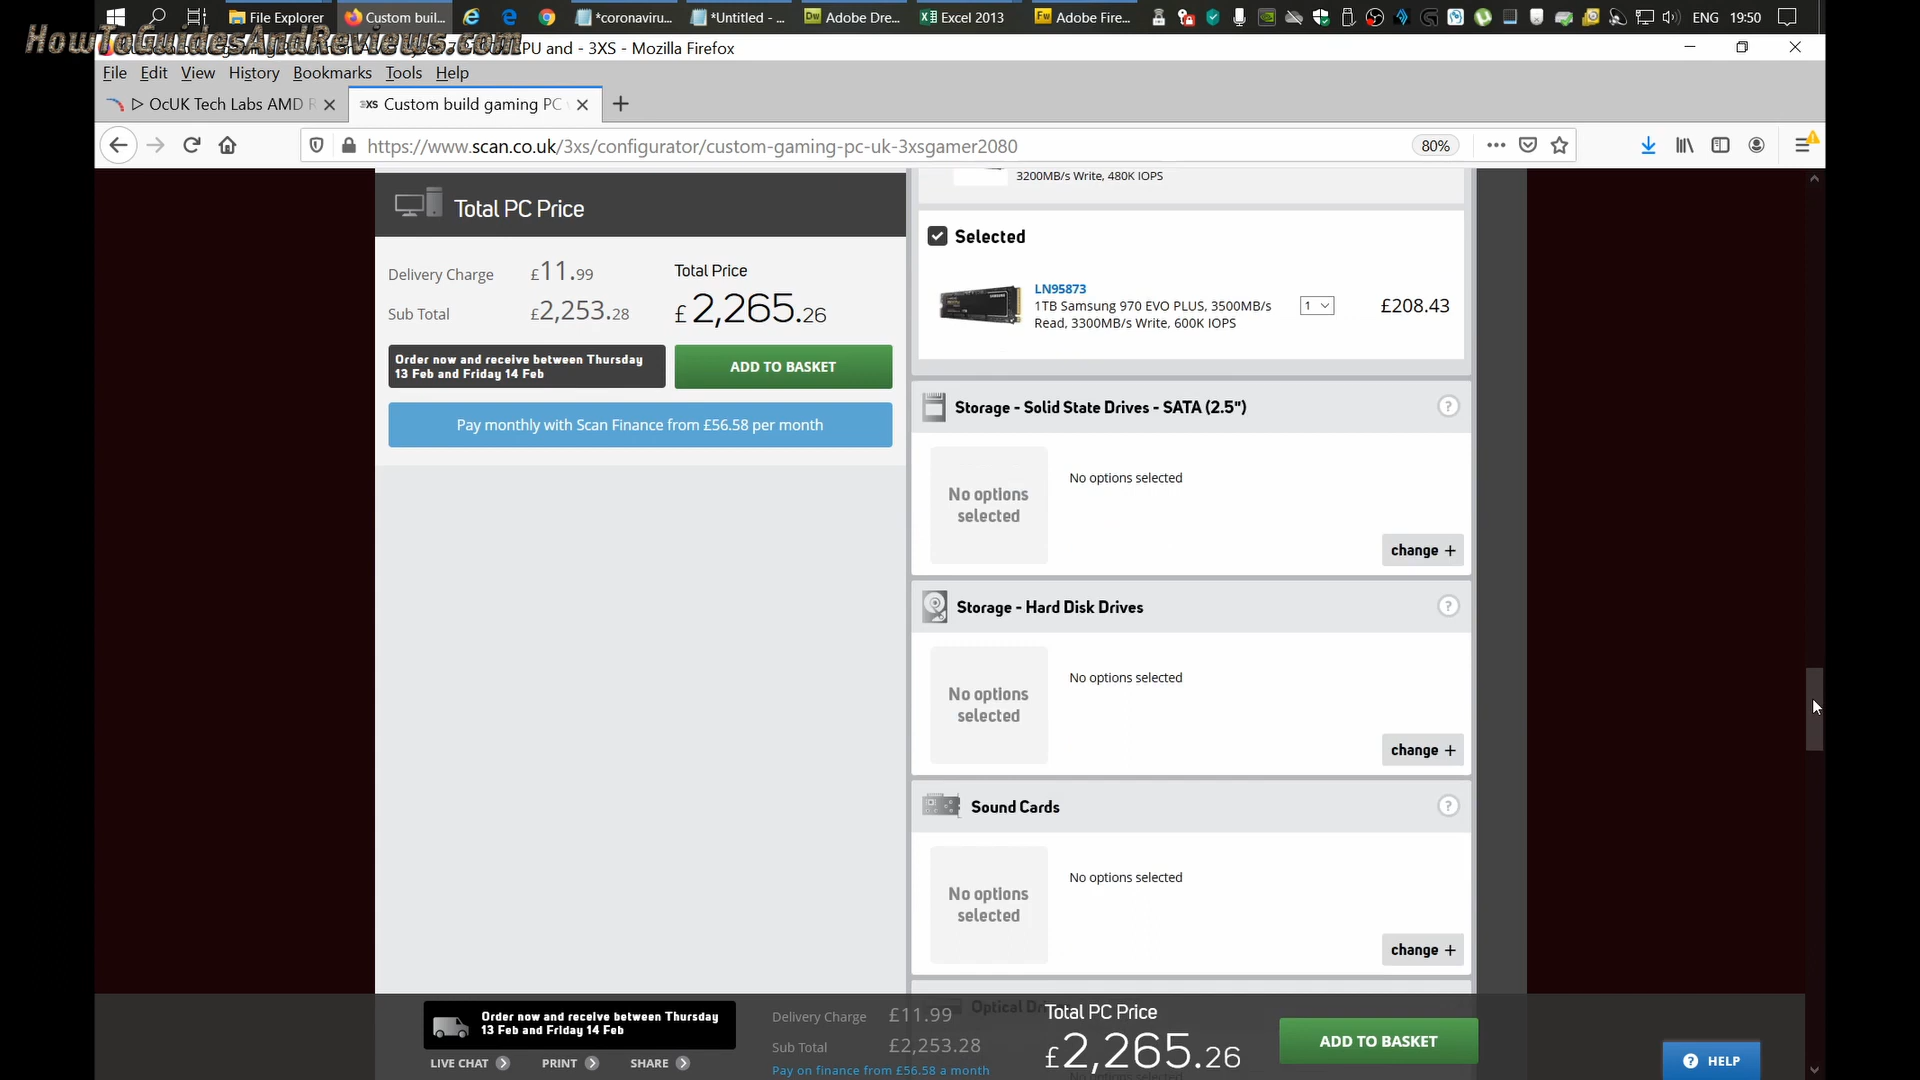 File Explorer
Custom buil...
*coronaviru...
*Untitled - ...
Dw
Adobe Dre...
Excel 2013
Fw
Adobe Fire...
ENG
19:50
HowToGuidesAndReviews.com
PU and - 3XS - Mozilla Firefox
File Edit View History Bookmarks Tools Help
OcUK Tech Labs AMD R
3XS Custom build gaming PC
https://www.scan.co.uk/3xs/configurator/custom-gaming-pc-uk-3xsgamer2080
80%
Total PC Price
Delivery Charge £11.99
Sub Total £2,253.28
Total Price
£2,265.26
Order now and receive between Thursday
13 Feb and Friday 14 Feb
ADD TO BASKET
Pay monthly with Scan Finance from £56.58 per month
3200MB/s Write, 480K IOPS
Selected
LN95873
1TB Samsung 970 EVO PLUS, 3500MB/s
Read, 3300MB/s Write, 600K IOPS
1
£208.43
Storage - Solid State Drives - SATA (2.5")
?
No options
selected
No options selected
change +
Storage - Hard Disk Drives
?
No options
selected
No options selected
change +
Sound Cards
?
No options
selected
No options selected
change +
Order now and receive between Thursday
13 Feb and Friday 14 Feb
LIVE CHAT
PRINT
SHARE
Delivery Charge £11.99
Sub Total £2,253.28
Pay on finance from £56.58 a month
Total PC Price
£2,265.26
ADD TO BASKET
? HELP